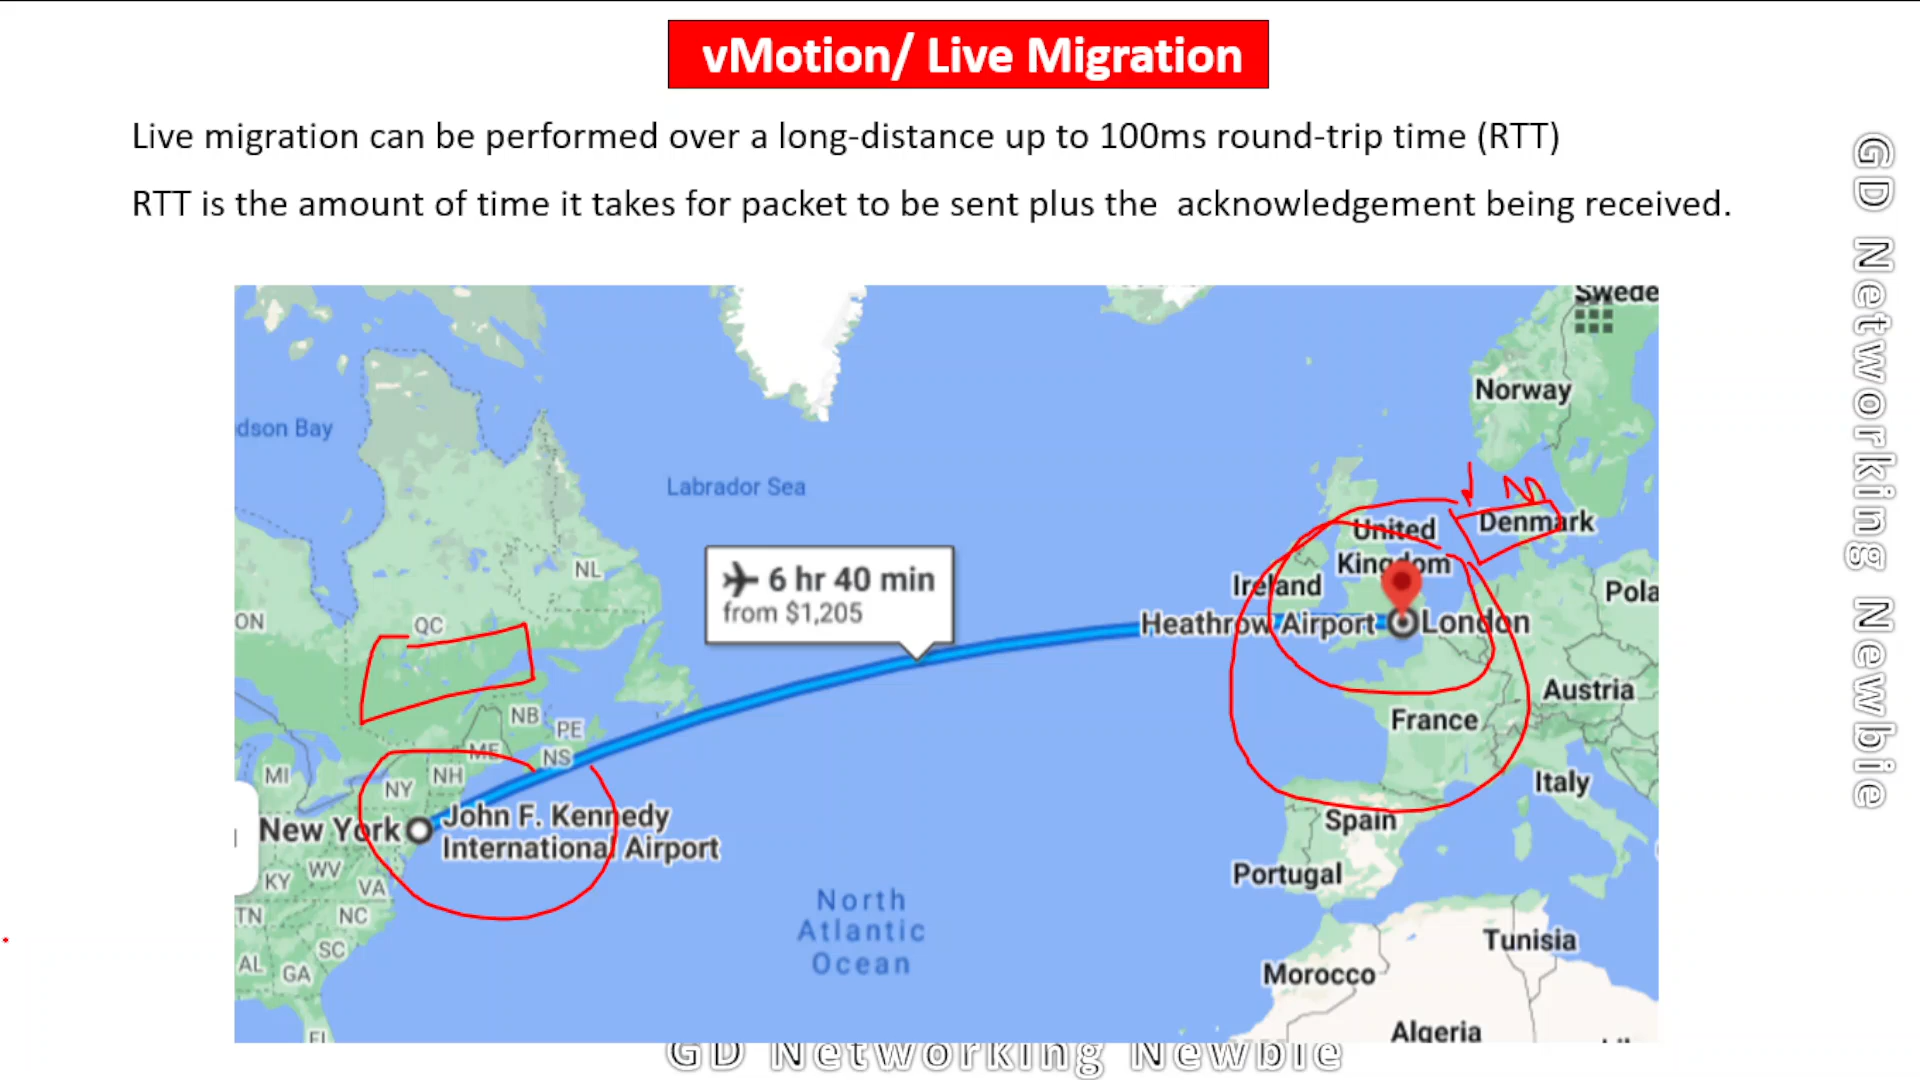 vMotion/ Live Migration
Live migration can be performed over a long-distance up to 100ms round-trip time (RTT)
RTT is the amount of time it takes for packet to be sent plus the acknowledgement being received.
GD Networking Newbie
Swede
Norway
dson Bay
Labrador Sea
United
Kingdom
Denmark
NL
6 hr 40 min
from $1,205
Ireland
Pola
ON
QC
Heathrow Airport
London
Austria
NB
PE
France
ME
NS
MI
NH
NY
Italy
New York
John F. Kennedy
International Airport
Spain
WV
KY
VA
Portugal
North
Atlantic
Ocean
TN
NC
SC
Tunisia
AL
GA
Morocco
FL
Algeria
GD Networking Newbie